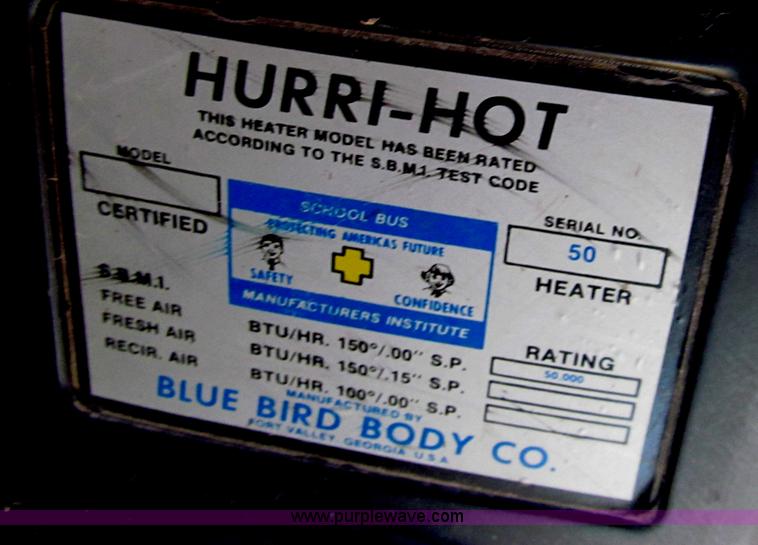 HURRI-HOT
THIS HEATER MODEL HAS BEEN RATED
ACCORDING TO THE S.B.M.I. TEST CODE
MODEL
CERTIFIED
SCHOOL BUS
PROTECTING AMERICAS FUTURE
SAFETY
CONFIDENCE
MANUFACTURERS INSTITUTE
SERIAL NO.
50
HEATER
S.B.M.I.
RATING
FREE AIR BTU/HR. 150°/.00" S.P. 50,000
FRESH AIR BTU/HR. 150°/.15" S.P.
RECIR. AIR BTU/HR. 100°/.00" S.P.
MANUFACTURED BY
BLUE BIRD BODY CO.
FORT VALLEY, GEORGIA U.S.A.
www.purplewave.com